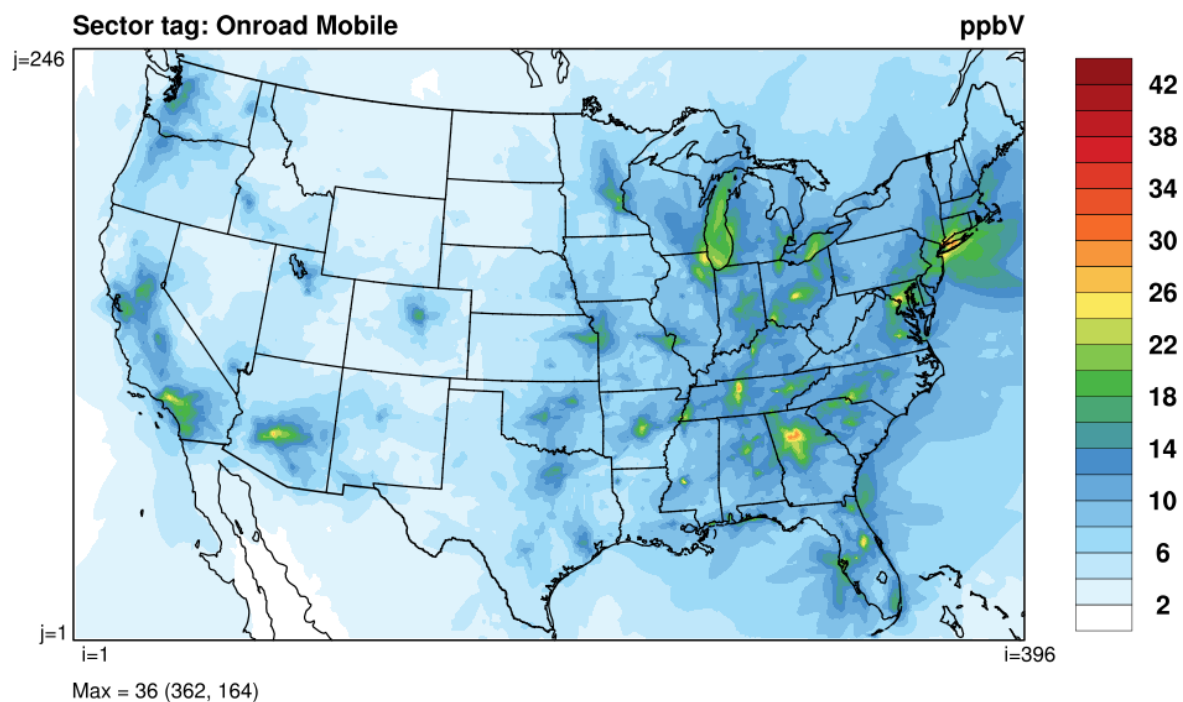 Sector tag: Onroad Mobile
ppbV
j=246
42
38
34
30
26
22
18
14
10
6
2
j=1
i=1
i=396
Max = 36 (362, 164)